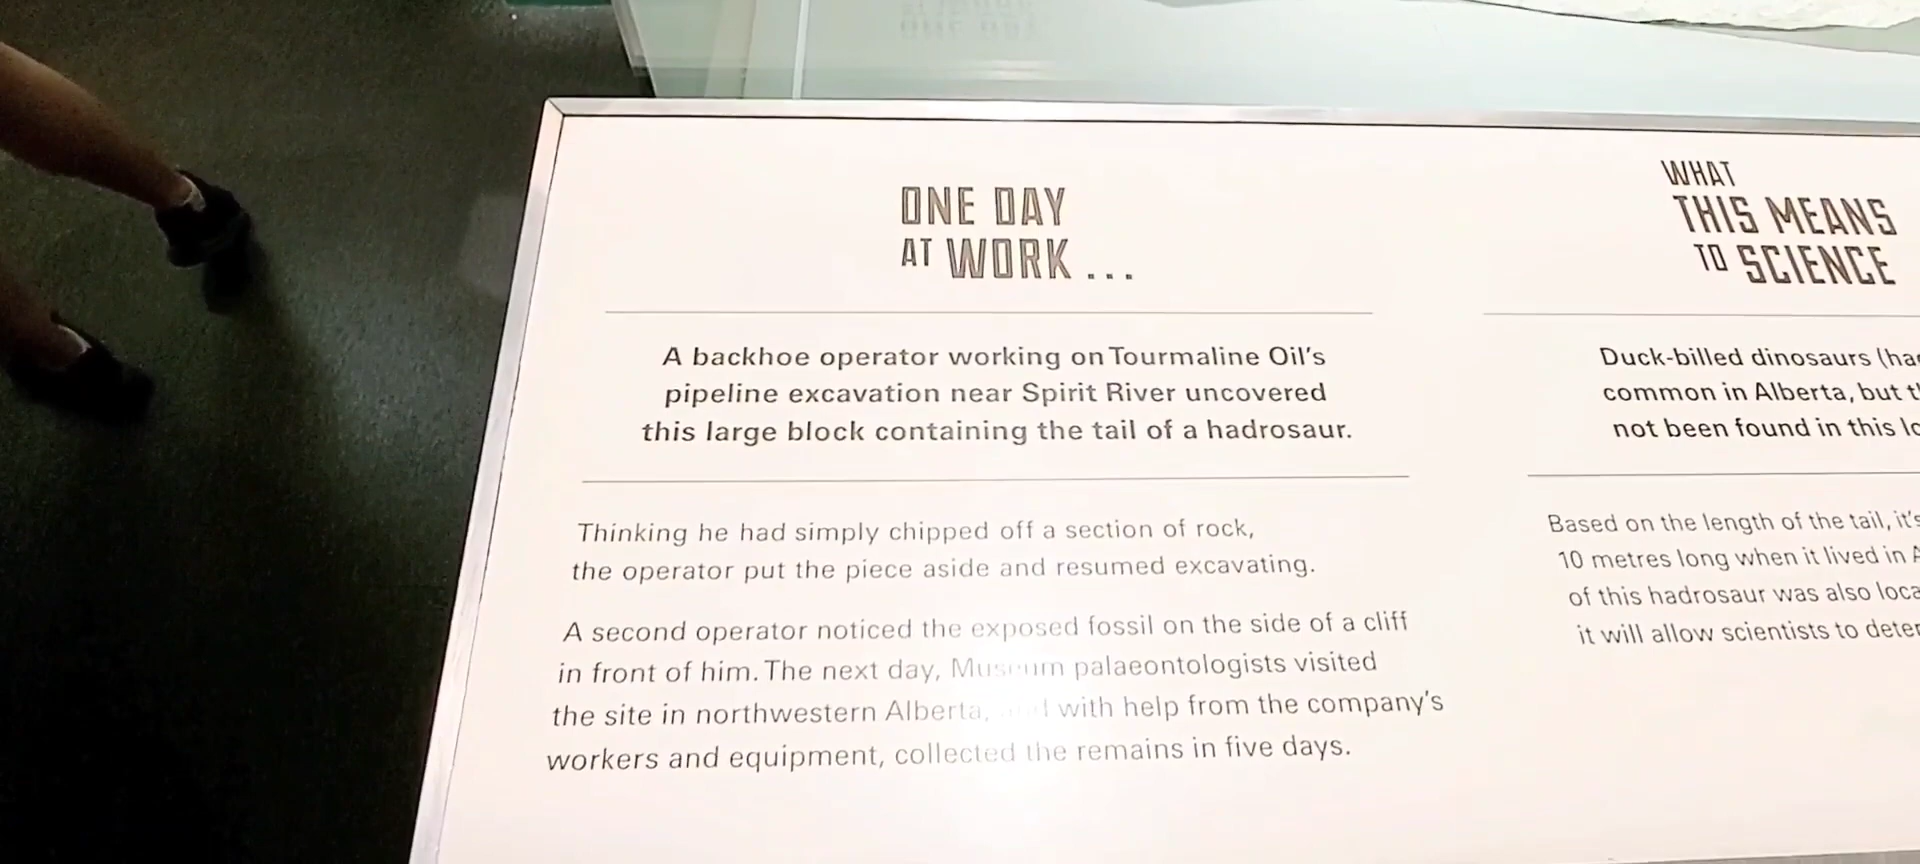 ONE DAY
AT WORK ...
A backhoe operator working on Tourmaline Oil's
pipeline excavation near Spirit River uncovered
this large block containing the tail of a hadrosaur.
Thinking he had simply chipped off a section of rock,
the operator put the piece aside and resumed excavating.
A second operator noticed the exposed fossil on the side of a cliff
in front of him. The next day, Museum palaeontologists visited
the site in northwestern Alberta, and with help from the company's
workers and equipment, collected the remains in five days.
WHAT
THIS MEANS
TO SCIENCE
Duck-billed dinosaurs
common in Alberta, but
not been found in this
Based on the length of the tail, it's
10 metres long when it lived in
of this hadrosaur was also
it will allow scientists to